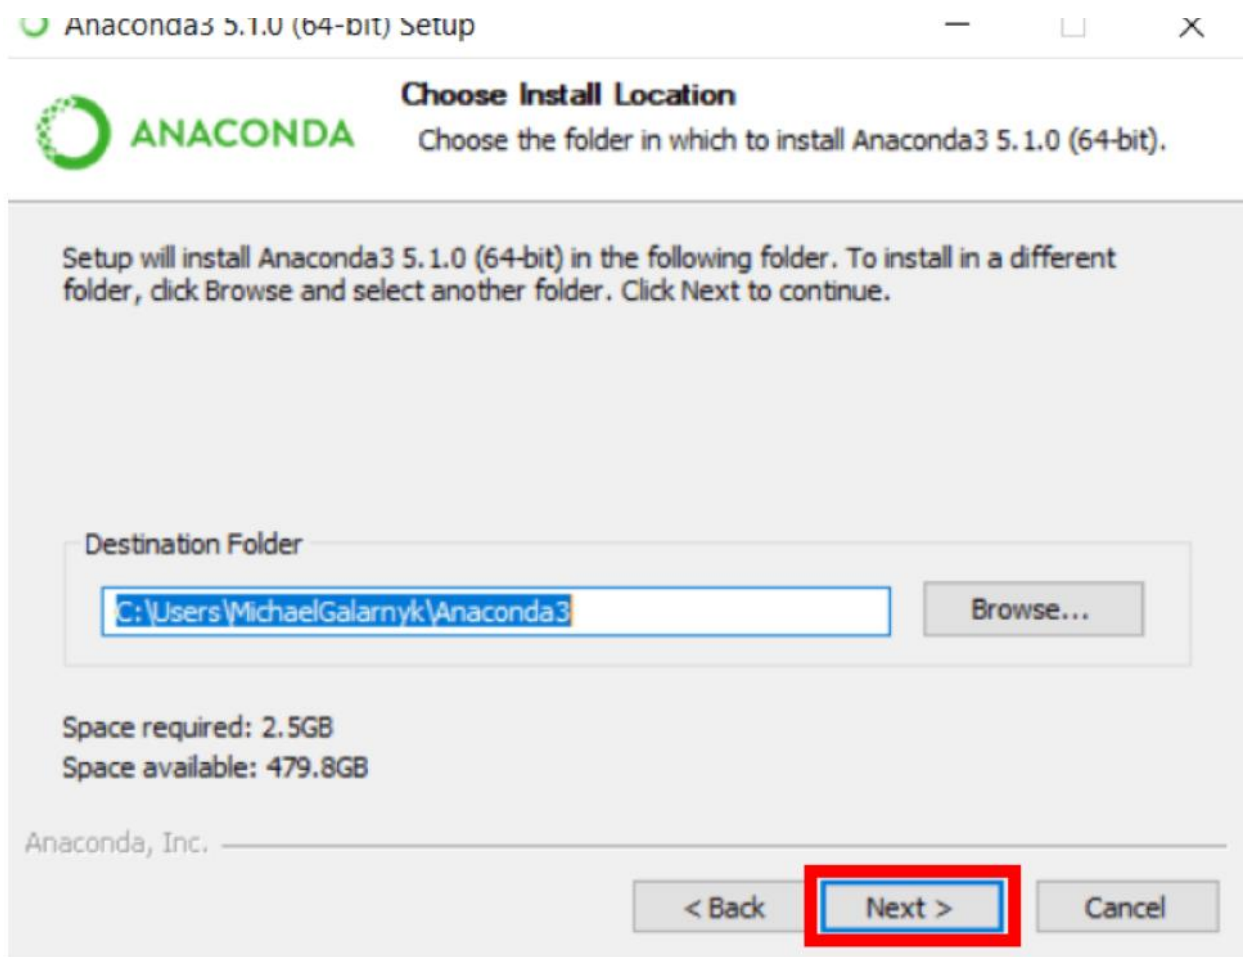 Anaconda3 5.1.0 (64-bit) Setup
Choose Install Location
ANACONDA
Choose the folder in which to install Anaconda3 5.1.0 (64-bit).
Setup will install Anaconda3 5.1.0 (64-bit) in the following folder. To install in a different
folder, click Browse and select another folder. Click Next to continue.
Destination Folder
C:\Users\MichaelGalarnyk\Anaconda3
Browse...
Space required: 2.5GB
Space available: 479.8GB
Anaconda, Inc.
< Back Next > Cancel